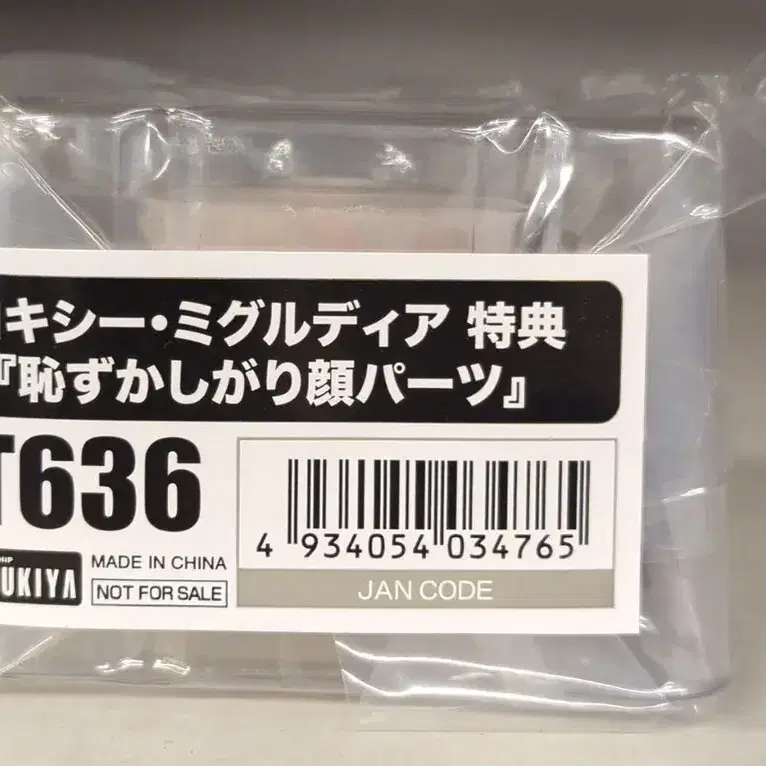 キシー・ミグルディア 特典
『恥ずかしがり顔パーツ』
T636
4 934054 034765
JAN CODE
HIP
UKIYA
MADE IN CHINA
NOT FOR SALE